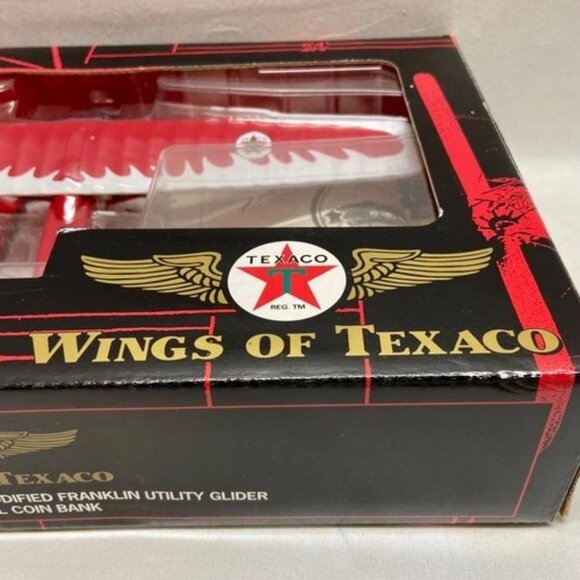 TEXACO
T
REG. TM
WINGS OF TEXACO
TEXACO
DIFIED FRANKLIN UTILITY GLIDER
L COIN BANK